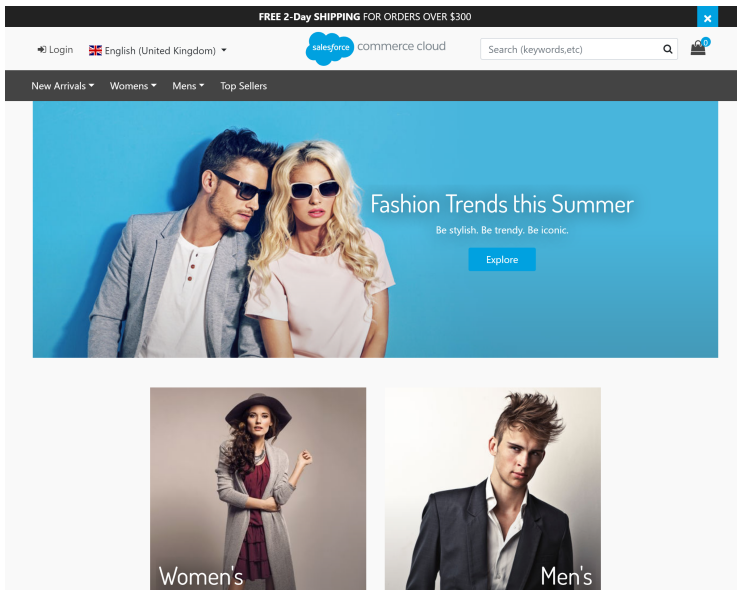 FREE 2-Day SHIPPING FOR ORDERS OVER $300
Login
English (United Kingdom)
salesforce commerce cloud
Search (keywords,etc)
0
New Arrivals
Womens
Mens
Top Sellers
Fashion Trends this Summer
Be stylish. Be trendy. Be iconic.
Explore
Women's
Men's